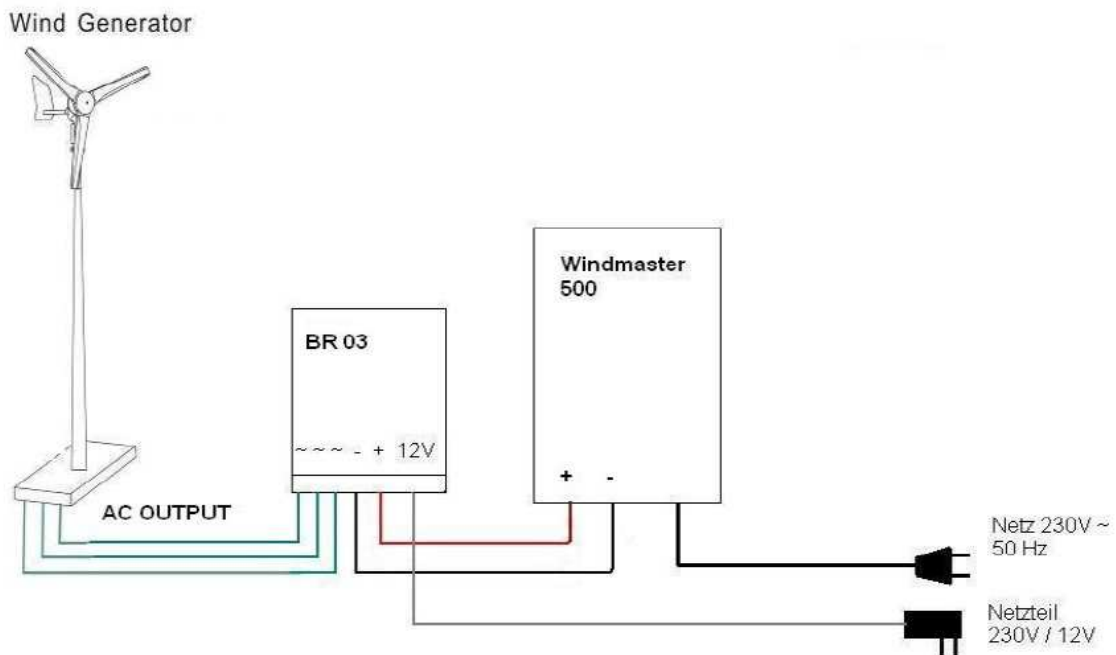 Wind Generator
Windmaster
500
BR 03
~ ~ ~ - + 12V
+ -
AC OUTPUT
Netz 230V ~
50 Hz
Netzteil
230V / 12V